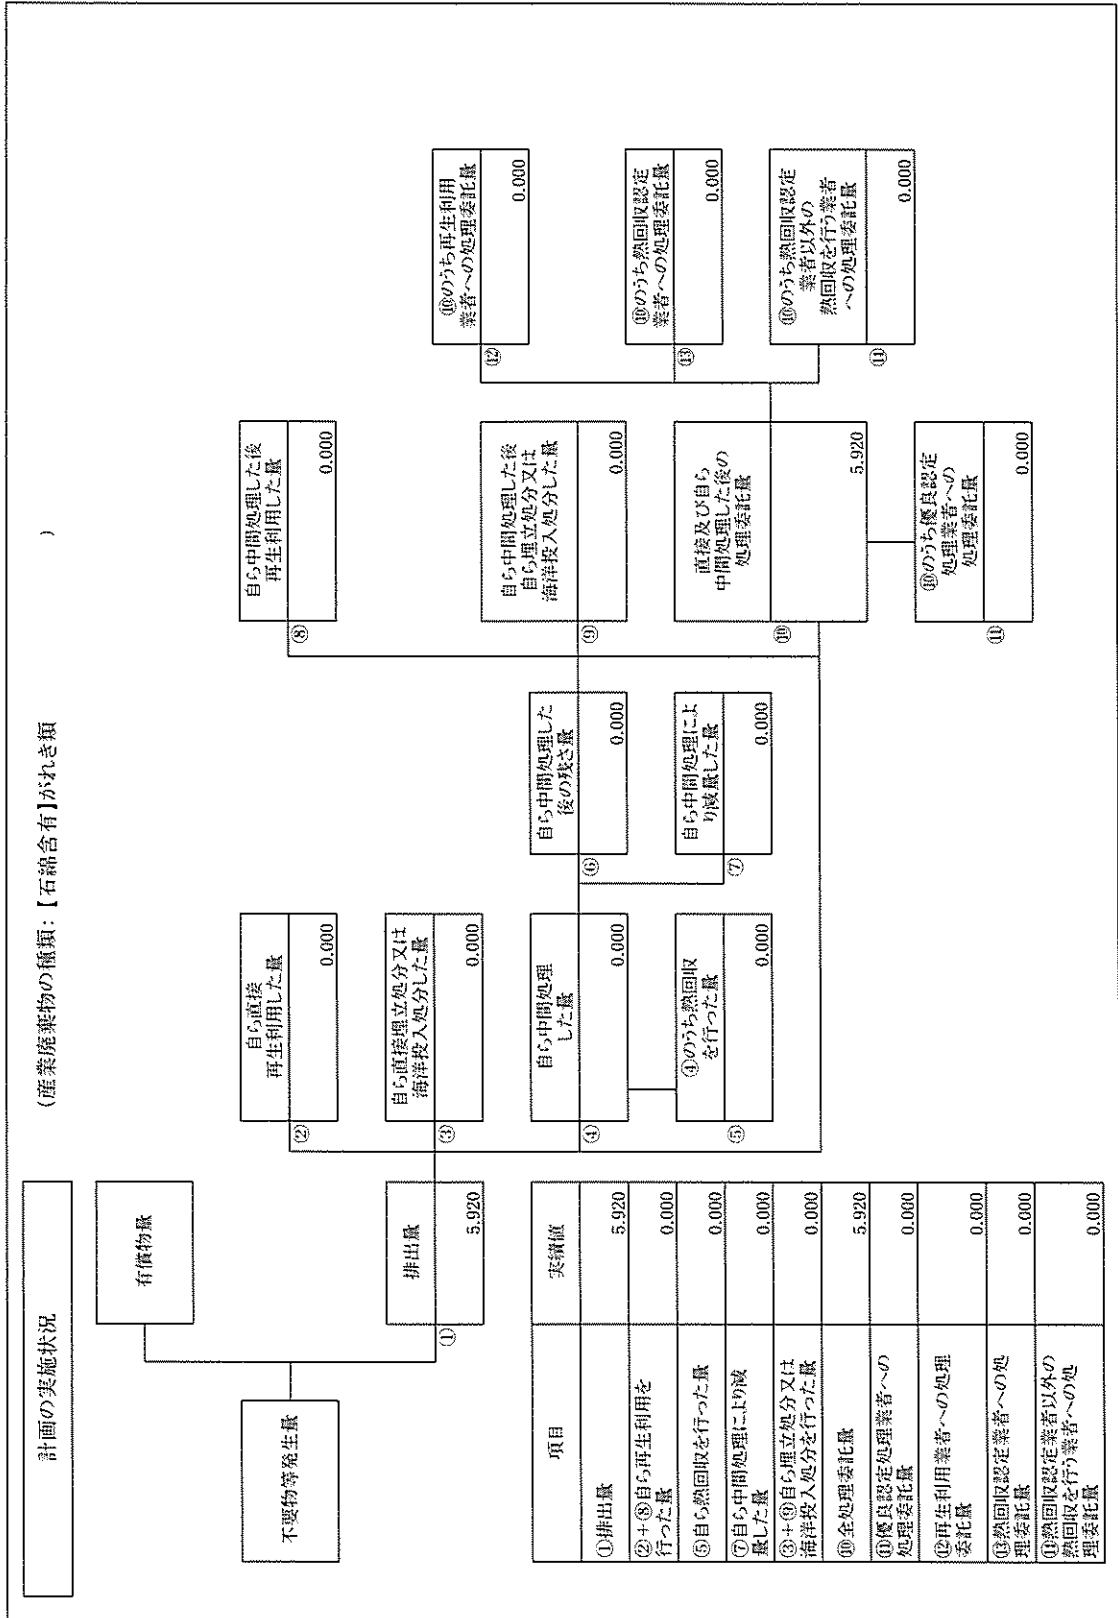 計画の実施状況
(産業廃棄物の種類:【石綿含有】がれき類
)
不要物等発生量
有償物量
①
排出量
5.920
②
自ら直接
再生利用した量
0.000
③
自ら直接埋立処分又は
海洋投入処分した量
0.000
④
自ら中間処理
した量
0.000
⑤
④のうち熱回収
を行った量
0.000
⑥
自ら中間処理した
後の残さ量
0.000
⑦
自ら中間処理によ
り減量した量
0.000
⑧
自ら中間処理した後
再生利用した量
0.000
⑨
自ら中間処理した後
自ら埋立処分又は
海洋投入処分した量
0.000
⑩
直接及び自ら
中間処理した後の
処理委託量
5.920
⑪
⑩のうち優良認定
処理業者への
処理委託量
0.000
⑫
⑩のうち再生利用
業者への処理委託量
0.000
⑬
⑩のうち熱回収認定
業者への処理委託量
0.000
⑭
⑩のうち熱回収認定
業者以外の
熱回収を行う業者
への処理委託量
0.000
項目
実績値
①排出量
5.920
②+⑧自ら再生利用を
行った量
0.000
⑤自ら熱回収を行った量
0.000
⑦自ら中間処理により減
量した量
0.000
③+⑨自ら埋立処分又は
海洋投入処分を行った量
0.000
⑩全処理委託量
5.920
⑪優良認定処理業者への
処理委託量
0.000
⑫再生利用業者への処理
委託量
0.000
⑬熱回収認定業者への処
理委託量
0.000
⑭熱回収認定業者以外の
熱回収を行う業者への処
理委託量
0.000